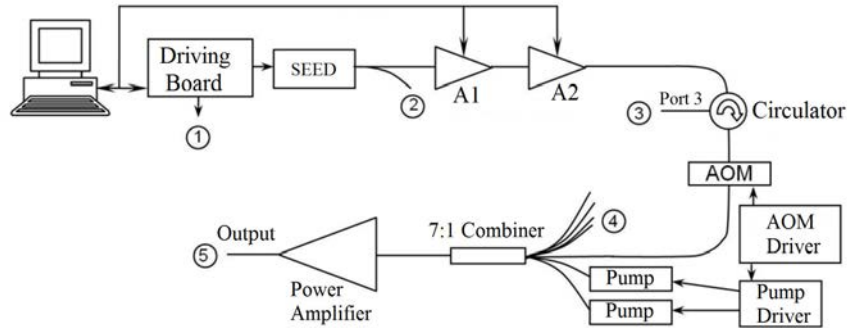 Driving
Board
SEED
①
②
A1
A2
③
Port 3
Circulator
AOM
AOM
Driver
④
7:1 Combiner
Output
⑤
Power
Amplifier
Pump
Pump
Pump
Driver